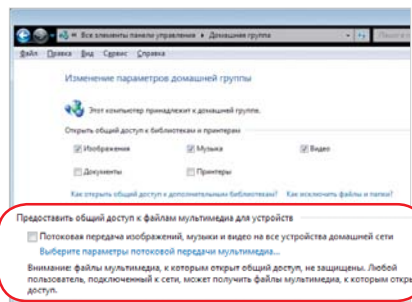 « Все элементы панели управления ▸ Домашняя группа
Файл Правка Вид Сервис Справка
Изменение параметров домашней группы
Этот компьютер принадлежит к домашней группе.
Открыть общий доступ к библиотекам и принтерам
Изображения Музыка Видео
Документы Принтеры
Как открыть общий доступ к дополнительным библиотекам? Как исключить файлы и папки?
Предоставить общий доступ к файлам мультимедиа для устройств
Потоковая передача изображений, музыки и видео на все устройства домашней сети
Выберите параметры потоковой передачи мультимедиа...
Внимание: файлы мультимедиа, к которым открыт общий доступ, не защищены. Любой
пользователь, подключенный к сети, может получить файлы мультимедиа, к которым откры
доступ.